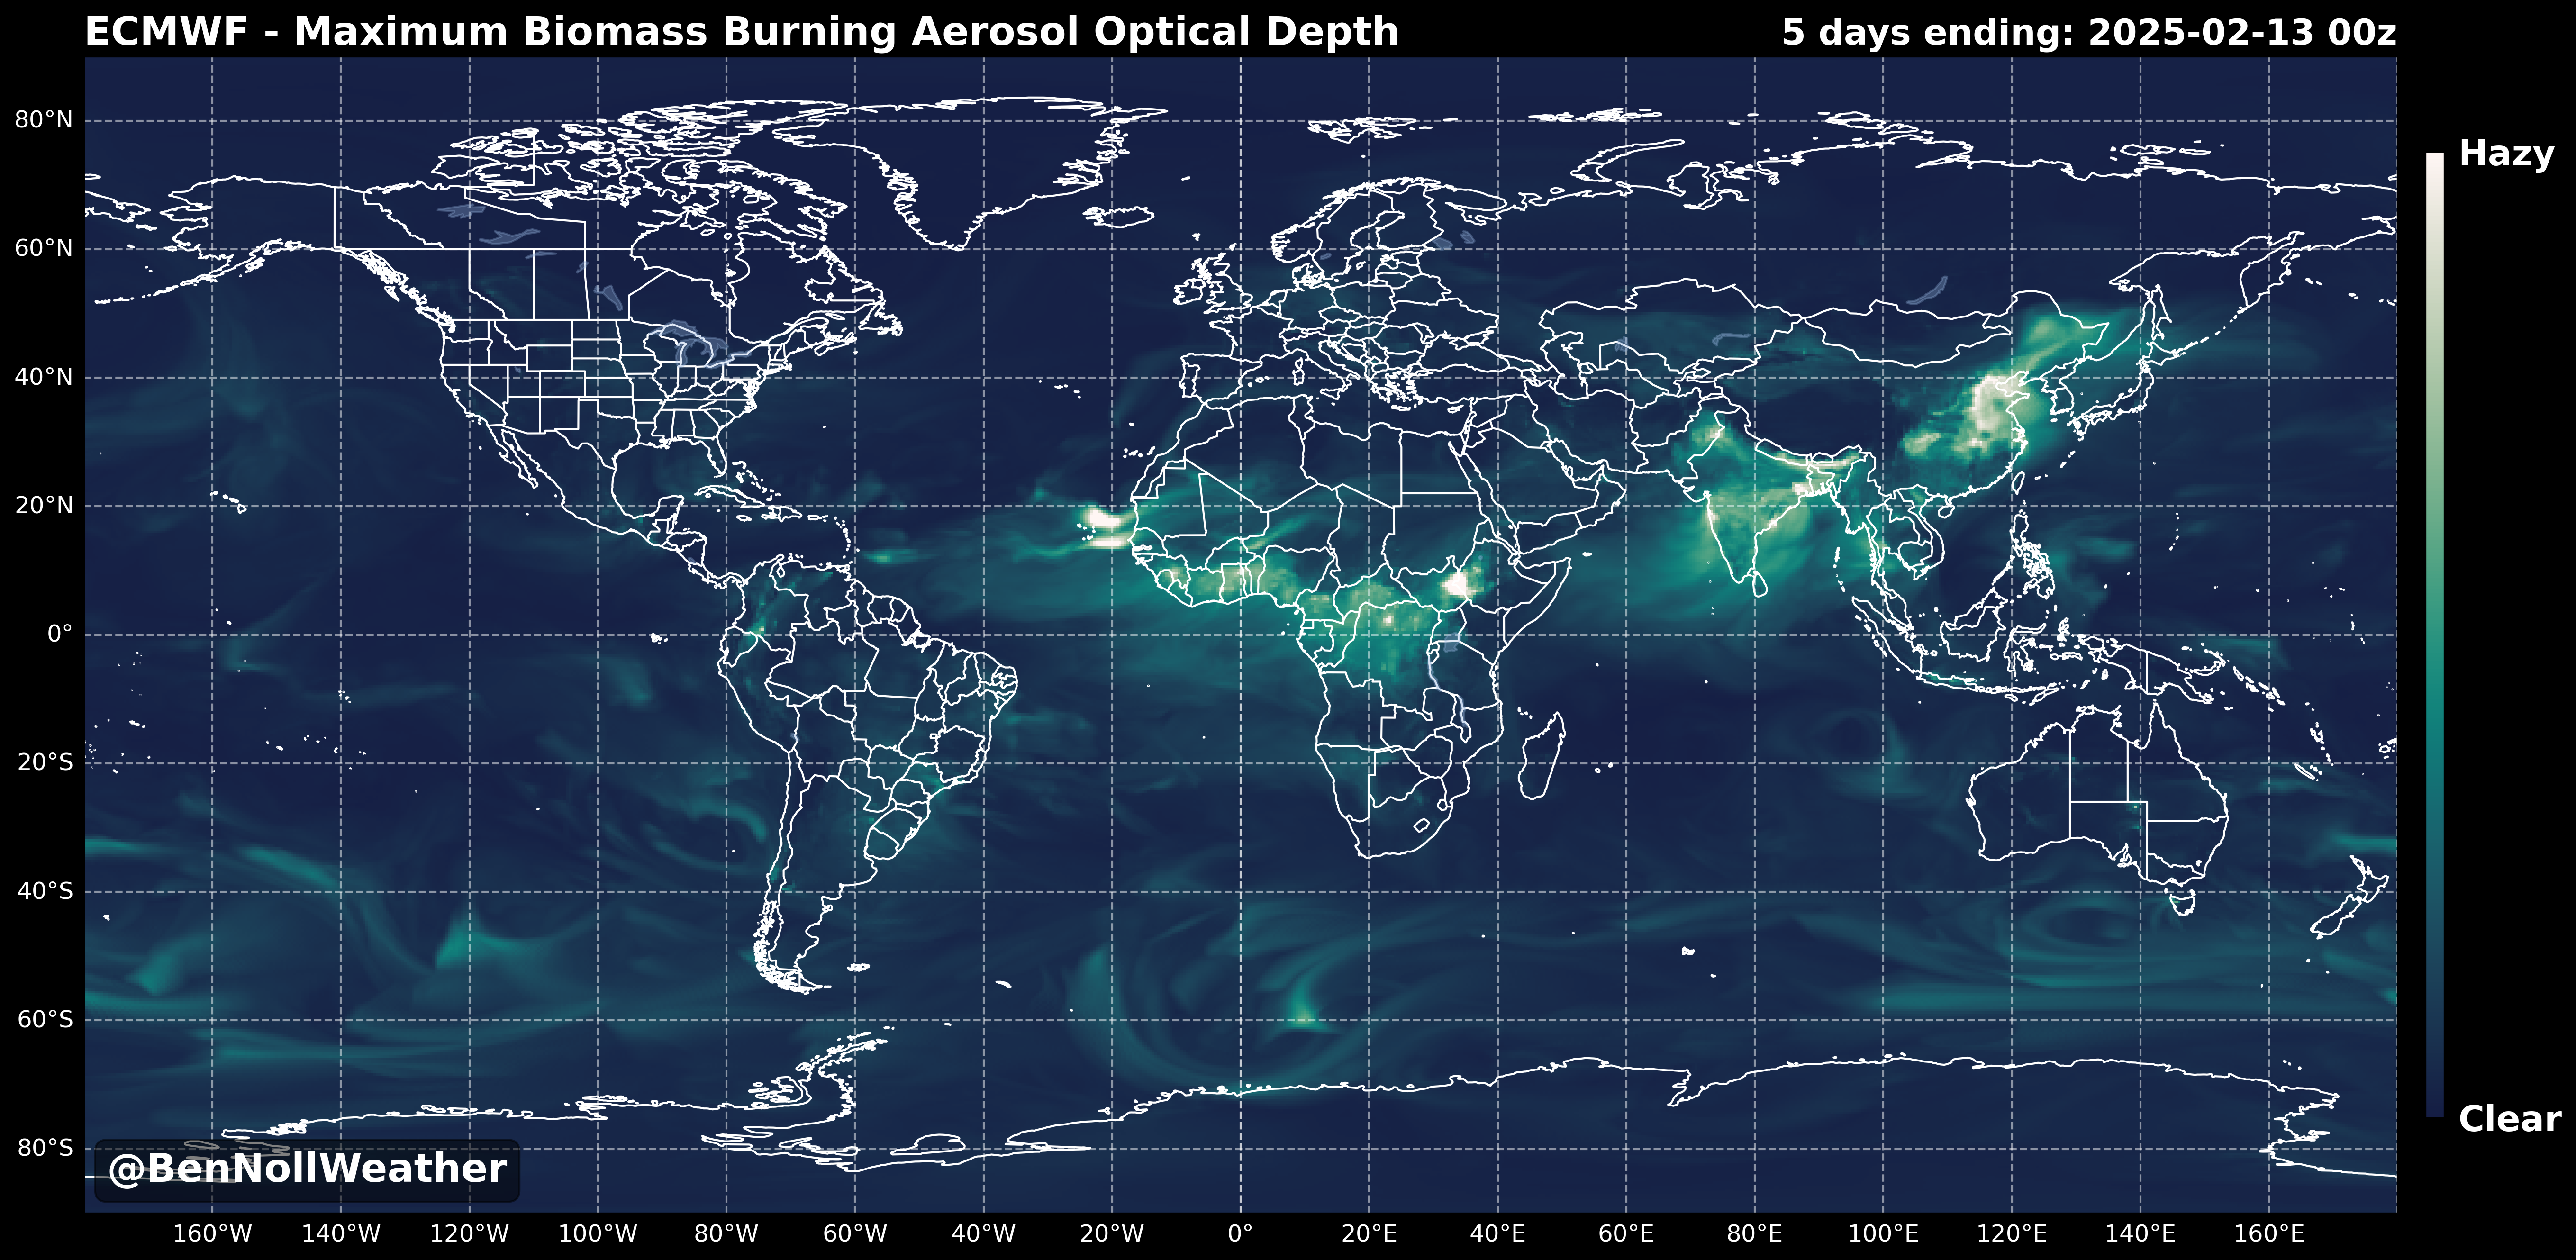 ECMWF - Maximum Biomass Burning Aerosol Optical Depth
5 days ending: 2025-02-13 00z
80°N
60°N
40°N
20°N
0°
20°S
40°S
60°S
80°S
Hazy
Clear
@BenNollWeather
160°W 140°W 120°W 100°W 80°W 60°W 40°W 20°W 0° 20°E 40°E 60°E 80°E 100°E 120°E 140°E 160°E